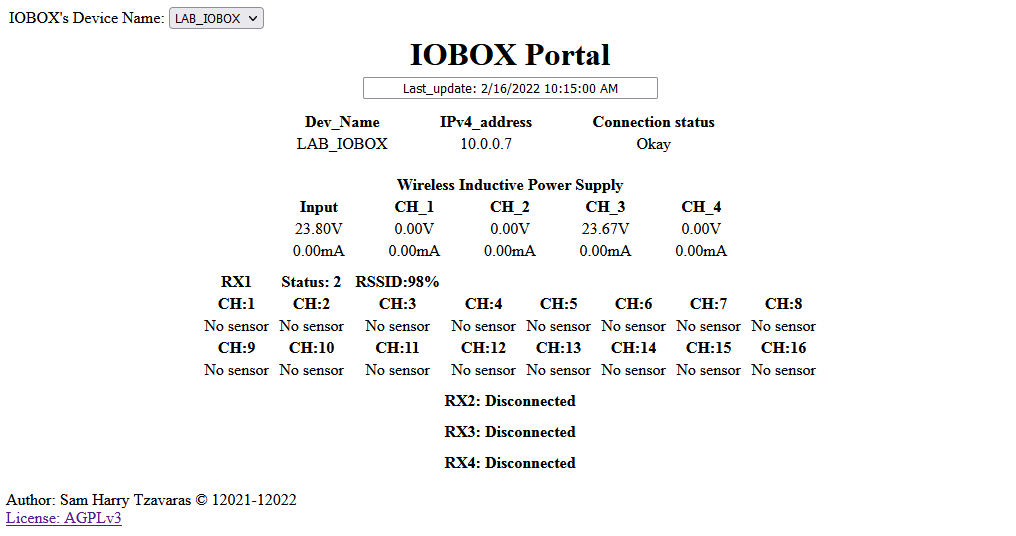 IOBOX's Device Name: LAB_IOBOX
IOBOX Portal
Last_update: 2/16/2022 10:15:00 AM
Dev_Name IPv4_address Connection status
LAB_IOBOX 10.0.0.7 Okay
Wireless Inductive Power Supply
Input CH_1 CH_2 CH_3 CH_4
23.80V 0.00V 0.00V 23.67V 0.00V
0.00mA 0.00mA 0.00mA 0.00mA 0.00mA
RX1 Status: 2 RSSID:98%
CH:1 CH:2 CH:3 CH:4 CH:5 CH:6 CH:7 CH:8
No sensor No sensor No sensor No sensor No sensor No sensor No sensor No sensor
CH:9 CH:10 CH:11 CH:12 CH:13 CH:14 CH:15 CH:16
No sensor No sensor No sensor No sensor No sensor No sensor No sensor No sensor
RX2: Disconnected
RX3: Disconnected
RX4: Disconnected
Author: Sam Harry Tzavaras © 12021-12022
License: AGPLv3